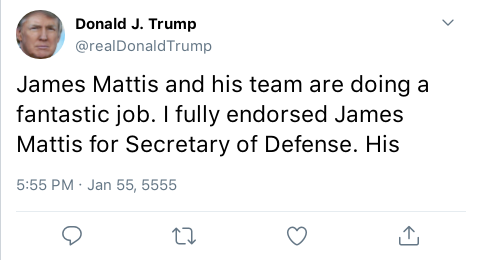 Donald J. Trump
@realDonaldTrump
James Mattis and his team are doing a
fantastic job. I fully endorsed James
Mattis for Secretary of Defense. His
5:55 PM · Jan 55, 5555